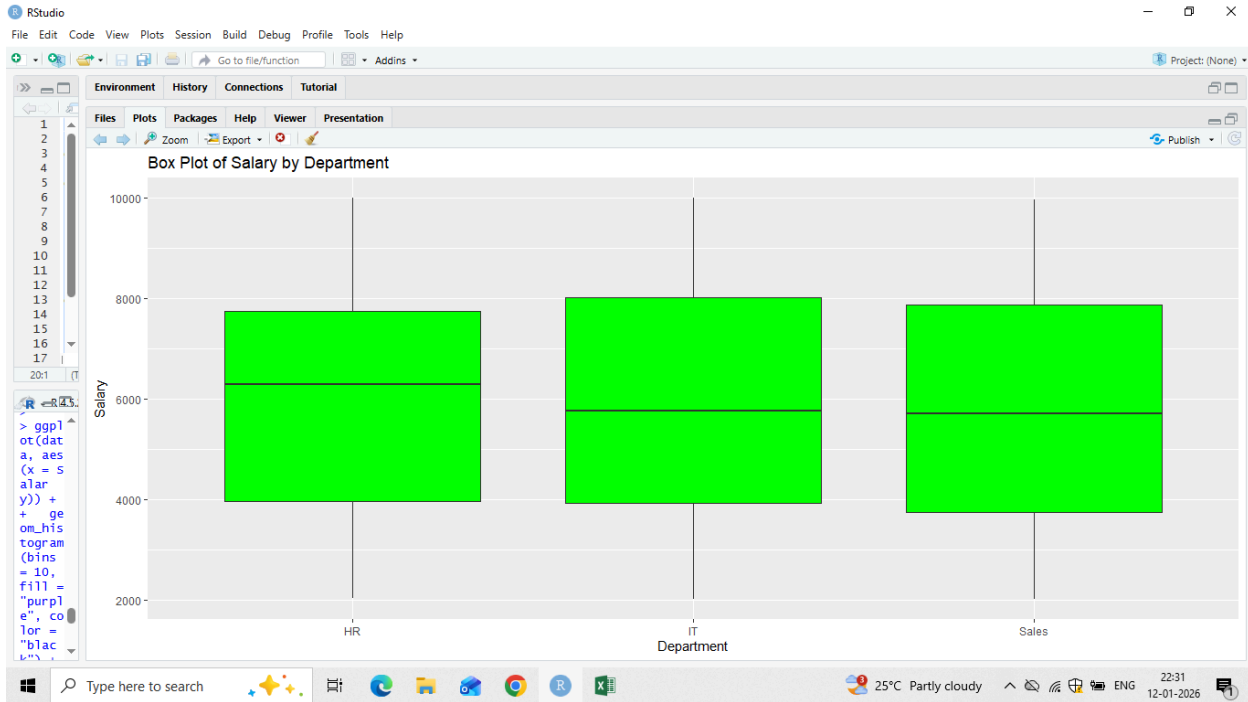 RStudio
File Edit Code View Plots Session Build Debug Profile Tools Help
Go to file/function Addins Project: (None)
Environment History Connections Tutorial
Files Plots Packages Help Viewer Presentation
Zoom Export Publish
1
2
3
4
5
6
7
8
9
10
11
12
13
14
15
16
17
20:1 (T
R 4.5.
> ggpl
ot(dat
a, aes
(x = S
alar
y)) +
+ ge
om_his
togram
(bins
= 10,
fill =
"purpl
e", co
lor =
"blac
k") +
Box Plot of Salary by Department
Salary
10000
8000
6000
4000
2000
HR IT Sales
Department
Type here to search
3
25°C Partly cloudy
ENG
22:31
12-01-2026
1